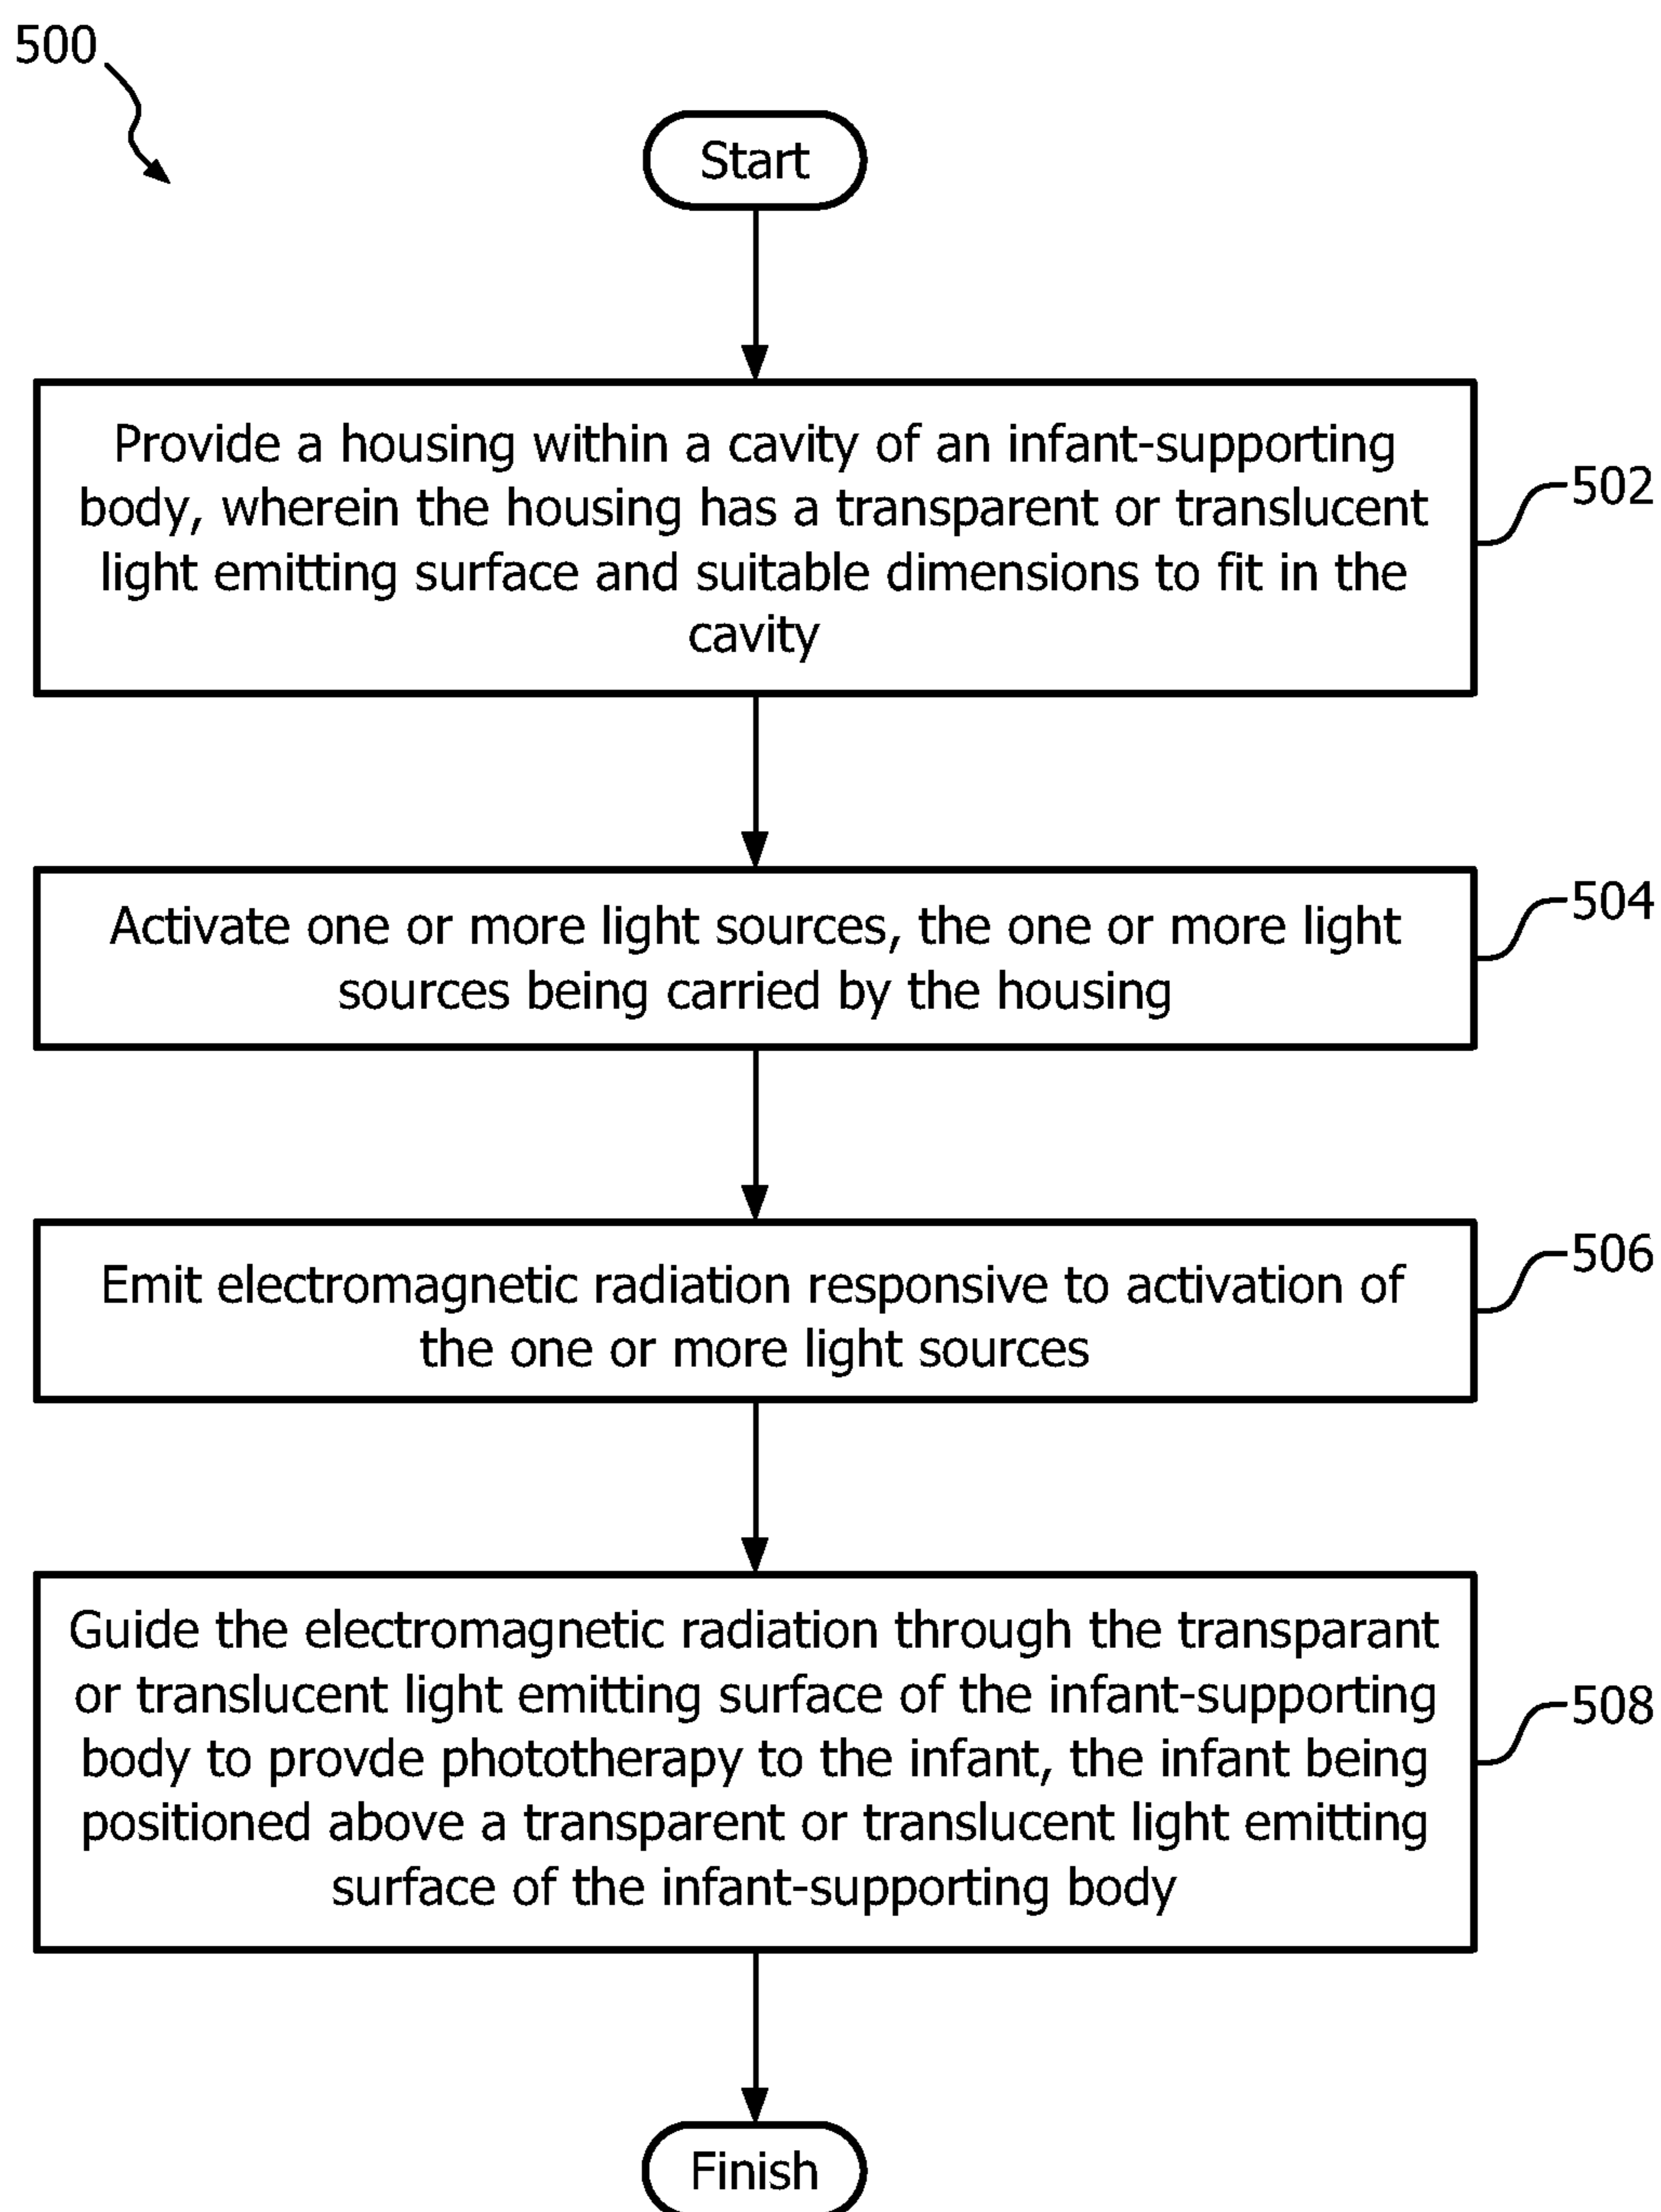 500
Start
Provide a housing within a cavity of an infant-supporting
body, wherein the housing has a transparent or translucent
light emitting surface and suitable dimensions to fit in the
cavity
502
Activate one or more light sources, the one or more light
sources being carried by the housing
504
Emit electromagnetic radiation responsive to activation of
the one or more light sources
506
Guide the electromagnetic radiation through the transparant
or translucent light emitting surface of the infant-supporting
body to provde phototherapy to the infant, the infant being
positioned above a transparent or translucent light emitting
surface of the infant-supporting body
508
Finish